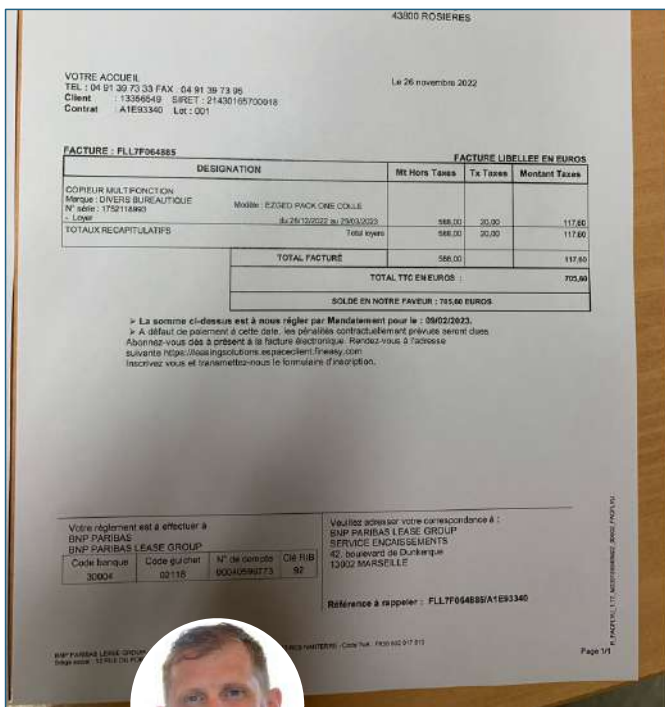 43800 ROSIERES
VOTRE ACCUEIL
TEL : 04 91 39 73 33 FAX : 04 91 39 73 95
Client : 13356549 SIRET : 21430165700018
Contrat : A1E93340 Lot : 001
Le 26 novembre 2022
FACTURE : FLL7F064885
FACTURE LIBELLEE EN EUROS
DESIGNATION Mt Hors Taxes Tx Taxes Montant Taxes
COPIEUR MULTIFONCTION
Marque : DIVERS BUREAUTIQUE Modèle : EZGED PACK ONE COLLE
N° série : 1752118993
- Loyer du 26/12/2022 au 25/03/2023 588,00 20,00 117,60
TOTAUX RECAPITULATIFS Total loyers 588,00 20,00 117,60
TOTAL FACTURÉ 588,00 117,60
TOTAL TTC EN EUROS : 705,60
SOLDE EN NOTRE FAVEUR : 705,60 EUROS
➢ La somme ci-dessus est à nous régler par Mandatement pour le : 09/02/2023.
➢ A défaut de paiement à cette date, les pénalités contractuellement prévues seront dues
Abonnez-vous dès à présent à la facture électronique. Rendez-vous à l'adresse
suivante https://leasingsolutions.espaceclient.fineasy.com
Inscrivez vous et transmettez-nous le formulaire d'inscription.
Votre règlement est à effectuer à
BNP PARIBAS
BNP PARIBAS LEASE GROUP
Code banque Code guichet N° de compte Clé RIB
30004 02118 00040590773 92
Veuillez adresser votre correspondance à :
BNP PARIBAS LEASE GROUP
SERVICE ENCAISSEMENTS
42, boulevard de Dunkerque
13002 MARSEILLE
Référence à rappeler : FLL7F064885/A1E93340
BNP PARIBAS LEASE GROUP
Page 1/1